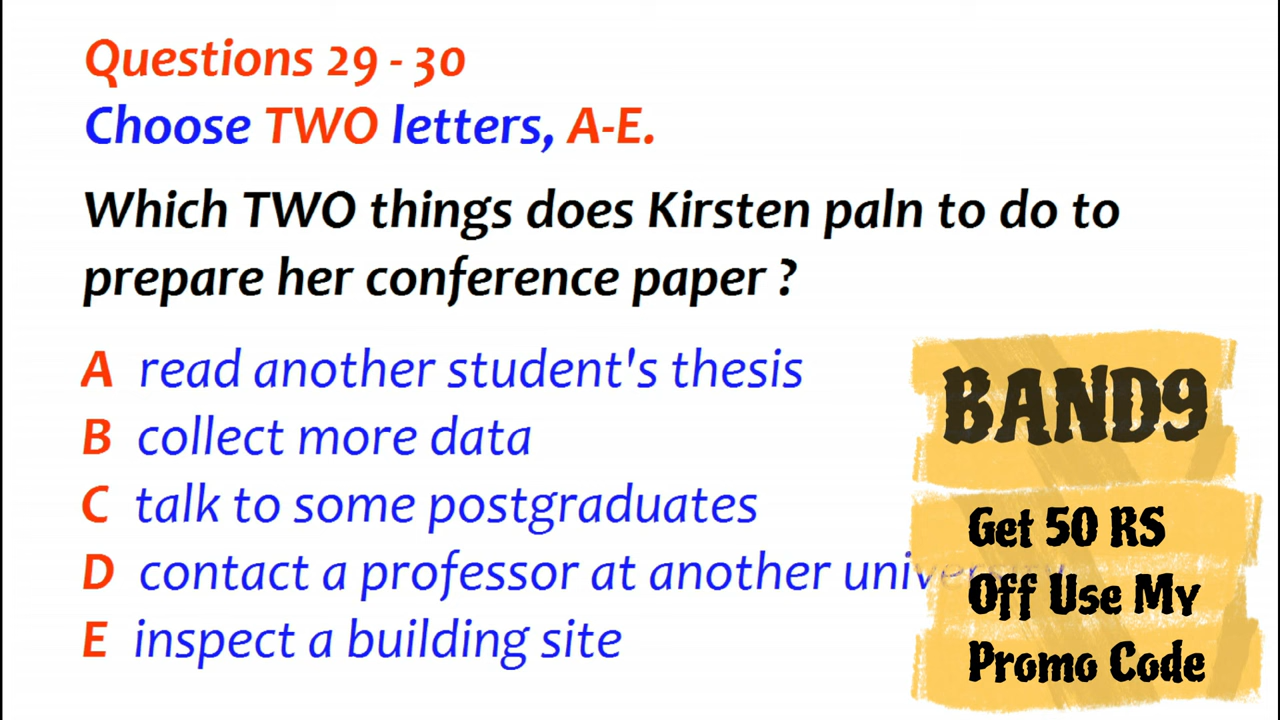 Questions 29 - 30
Choose TWO letters, A-E.
Which TWO things does Kirsten paln to do to
prepare her conference paper ?
A read another student's thesis
B collect more data
C talk to some postgraduates
D contact a professor at another university
E inspect a building site
BAND9
Get 50 RS
Off Use My
Promo Code